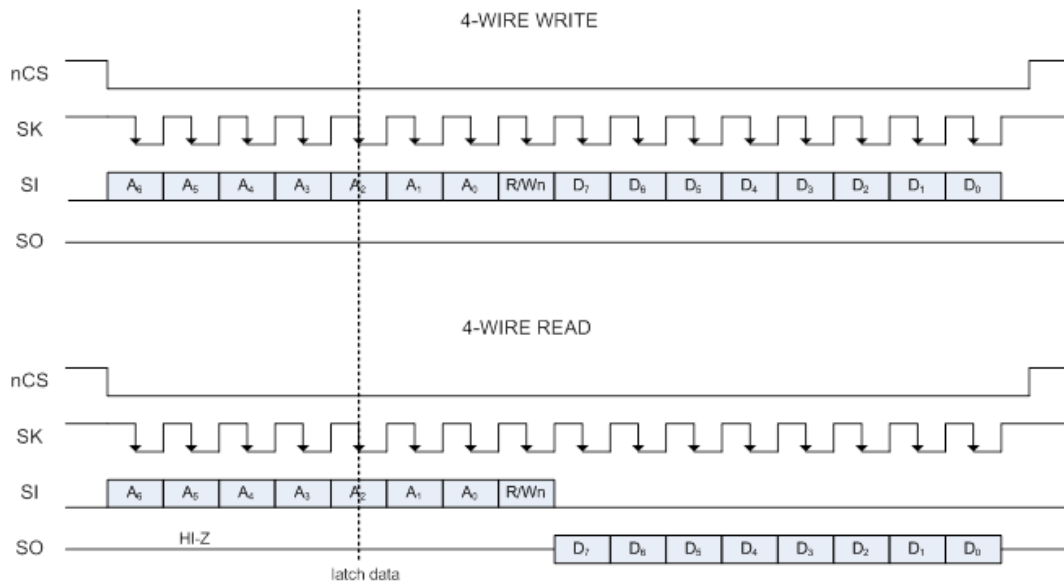 4-WIRE WRITE
nCS
SK
SI A₆ A₅ A₄ A₃ A₂ A₁ A₀ R/Wn D₇ D₆ D₅ D₄ D₃ D₂ D₁ D₀
SO
4-WIRE READ
nCS
SK
SI A₆ A₅ A₄ A₃ A₂ A₁ A₀ R/Wn
SO HI-Z D₇ D₆ D₅ D₄ D₃ D₂ D₁ D₀
latch data